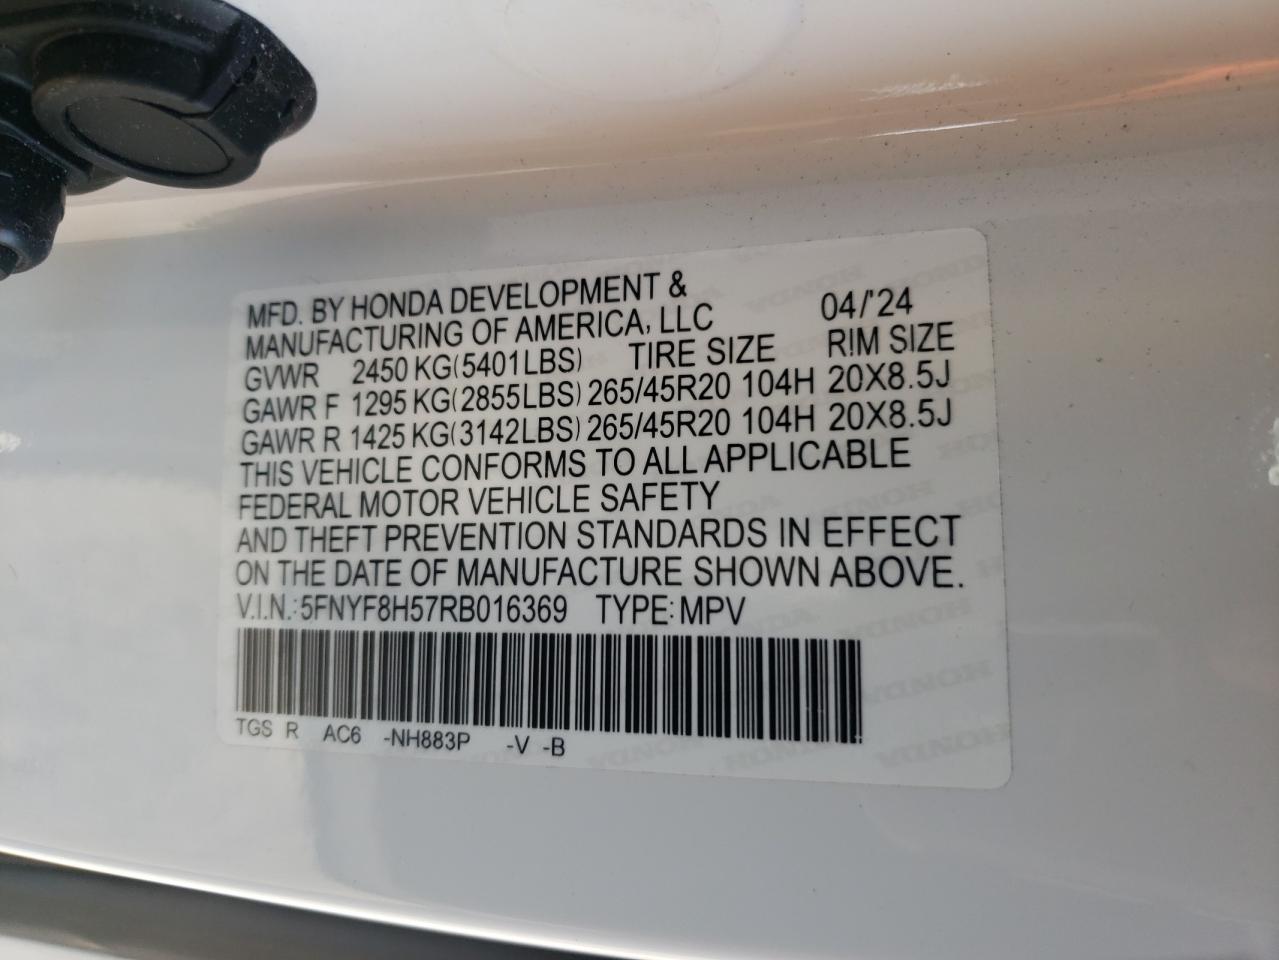 MFD. BY HONDA DEVELOPMENT &
MANUFACTURING OF AMERICA, LLC 04/'24
GVWR 2450 KG(5401LBS) TIRE SIZE RIM SIZE
GAWR F 1295 KG(2855LBS) 265/45R20 104H 20X8.5J
GAWR R 1425 KG(3142LBS) 265/45R20 104H 20X8.5J
THIS VEHICLE CONFORMS TO ALL APPLICABLE
FEDERAL MOTOR VEHICLE SAFETY
AND THEFT PREVENTION STANDARDS IN EFFECT
ON THE DATE OF MANUFACTURE SHOWN ABOVE.
V.I.N.: 5FNYF8H57RB016369 TYPE: MPV
TGS R AC6 -NH883P -V -B